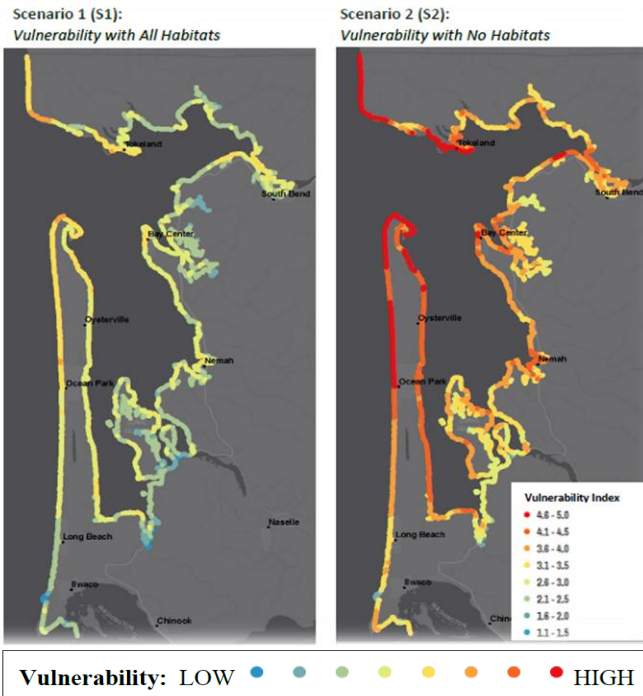 Scenario 1 (S1):
Vulnerability with All Habitats
Scenario 2 (S2):
Vulnerability with No Habitats
Tokeland
South Bend
Bay Center
Oysterville
Nemah
Ocean Park
Naselle
Long Beach
Ilwaco
Chinook
Tokeland
South Bend
Bay Center
Oysterville
Nemah
Ocean Park
Long Beach
Ilwaco
Chin
Vulnerability Index
4.6 - 5.0
4.1 - 4.5
3.6 - 4.0
3.1 - 3.5
2.6 - 3.0
2.1 - 2.5
1.6 - 2.0
1.1 - 1.5
Vulnerability: LOW HIGH